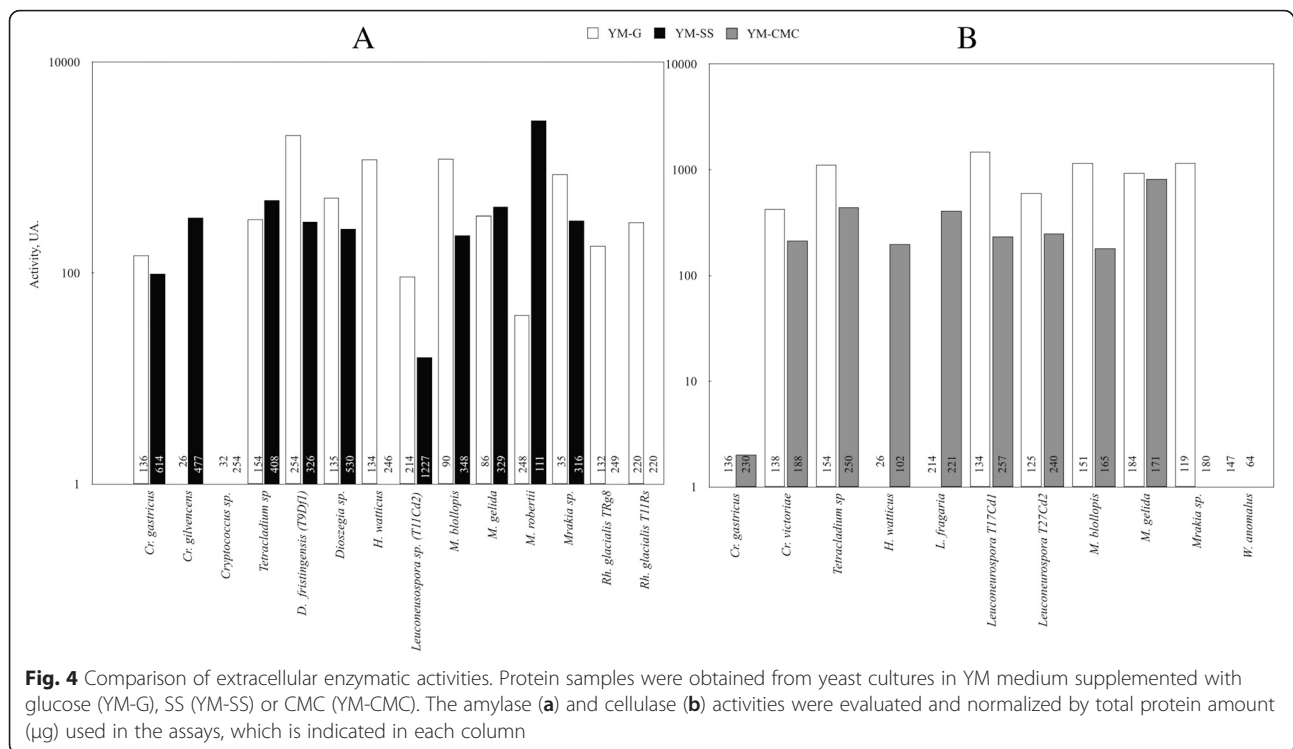 A
YM-G YM-SS YM-CMC
B
10000
100
1
Activity, UA.
136 614 26 477 32 254 154 408 254 326 135 530 134 246 214 1227 90 348 86 329 248 111 35 316 132 249 220 220
Cr. gastricus
Cr. gilvencens
Cryptococcus sp.
Tetracladium sp
D. fristingensis (T9Df1)
Dioszegia sp.
H. watticus
Leuconeusospora sp. (T11Cd2)
M. blollopis
M. gelida
M. robertii
Mrakia sp.
Rh. glacialis TRg8
Rh. glacialis T11Rs
10000
1000
100
10
1
136 230 138 188 154 250 26 102 214 221 134 257 125 240 151 165 184 171 119 180 147 64
Cr. gastricus
Cr. victoriae
Tetracladium sp
H. watticus
L. fragaria
Leuconeurospora T17Cd1
Leuconeurospora T27Cd2
M. blollopis
M. gelida
Mrakia sp.
W. anomalus
Fig. 4 Comparison of extracellular enzymatic activities. Protein samples were obtained from yeast cultures in YM medium supplemented with
glucose (YM-G), SS (YM-SS) or CMC (YM-CMC). The amylase (a) and cellulase (b) activities were evaluated and normalized by total protein amount
(μg) used in the assays, which is indicated in each column